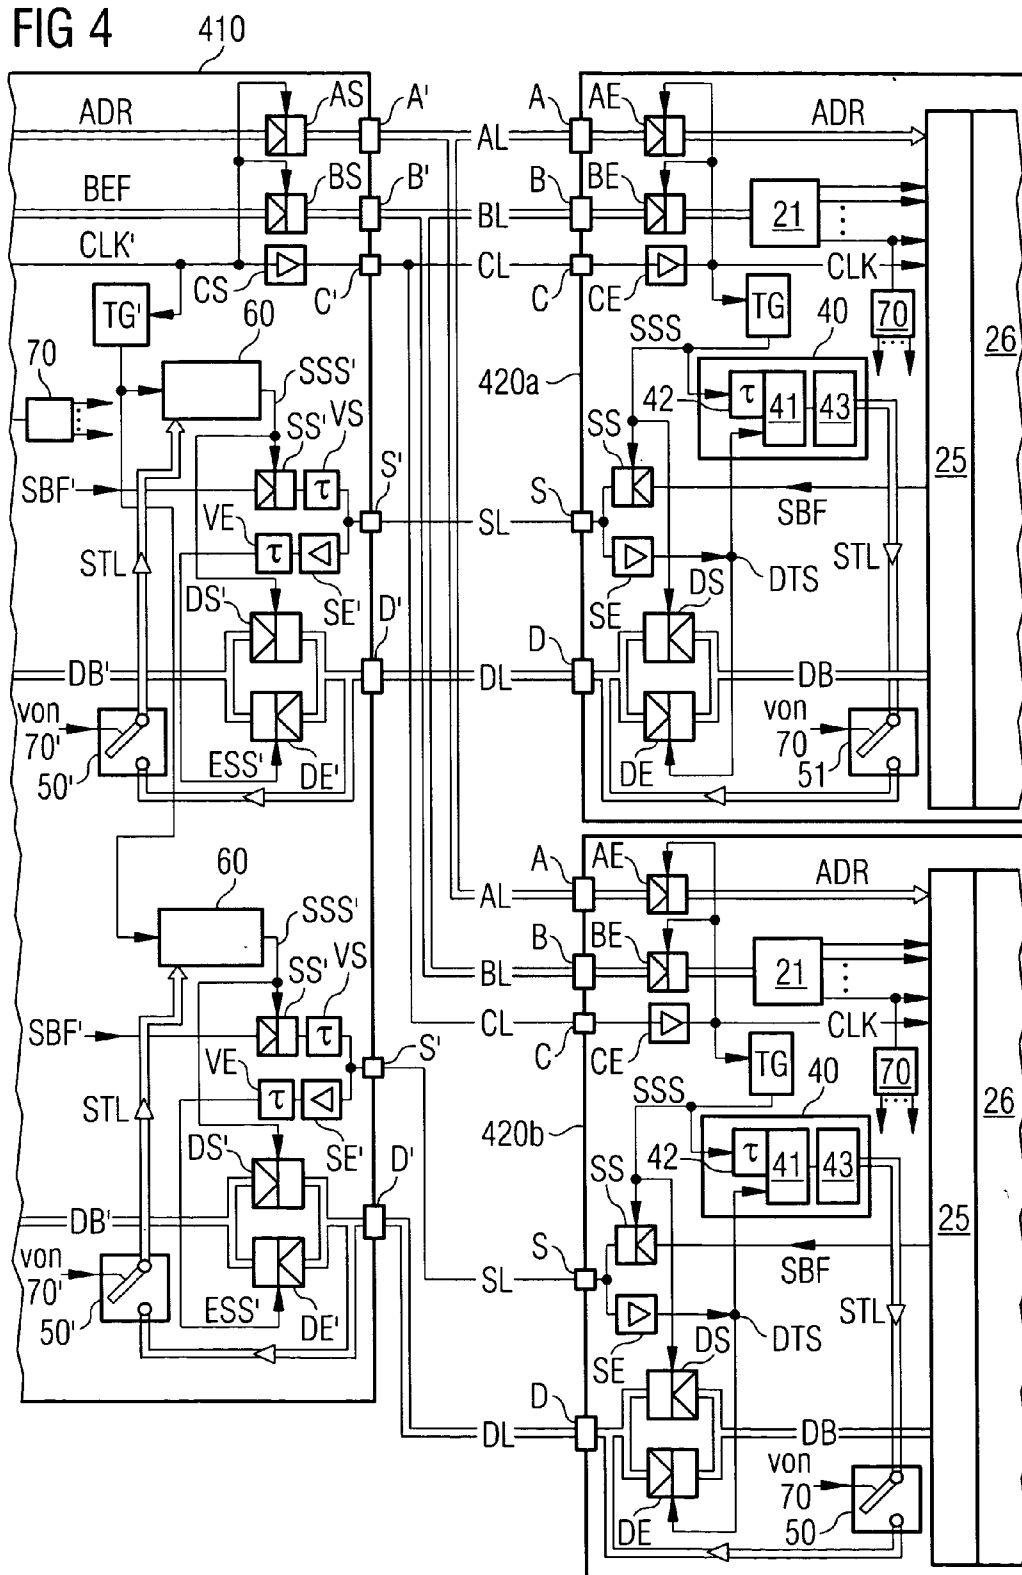 FIG 4
410
ADR
AS
A'
A
AE
ADR
AL
BEF
BS
B'
B
BE
BL
21
CLK'
CS
C'
CL
C
CE
CLK
TG'
60
TG
70
26
70
SSS'
SSS
40
420a
42
τ
41
43
25
SS'
VS
τ
S'
SS
SBF'
S
SL
SBF
VE
τ
STL
SE'
STL
SE
DTS
DS'
D'
DS
D
DB'
DL
DB
von
70'
50'
ESS'
DE'
DE
von
70
51
A
AE
ADR
AL
60
SSS'
B
BE
BL
21
SS'
VS
τ
CL
C
CE
CLK
SBF'
S'
TG
70
26
VE
τ
SSS
40
STL
SE'
420b
42
τ
41
43
25
DS'
D'
SS
DB'
S
SL
SBF
von
70'
50'
ESS'
DE'
STL
SE
DTS
DS
D
DL
DB
von
70
50
DE